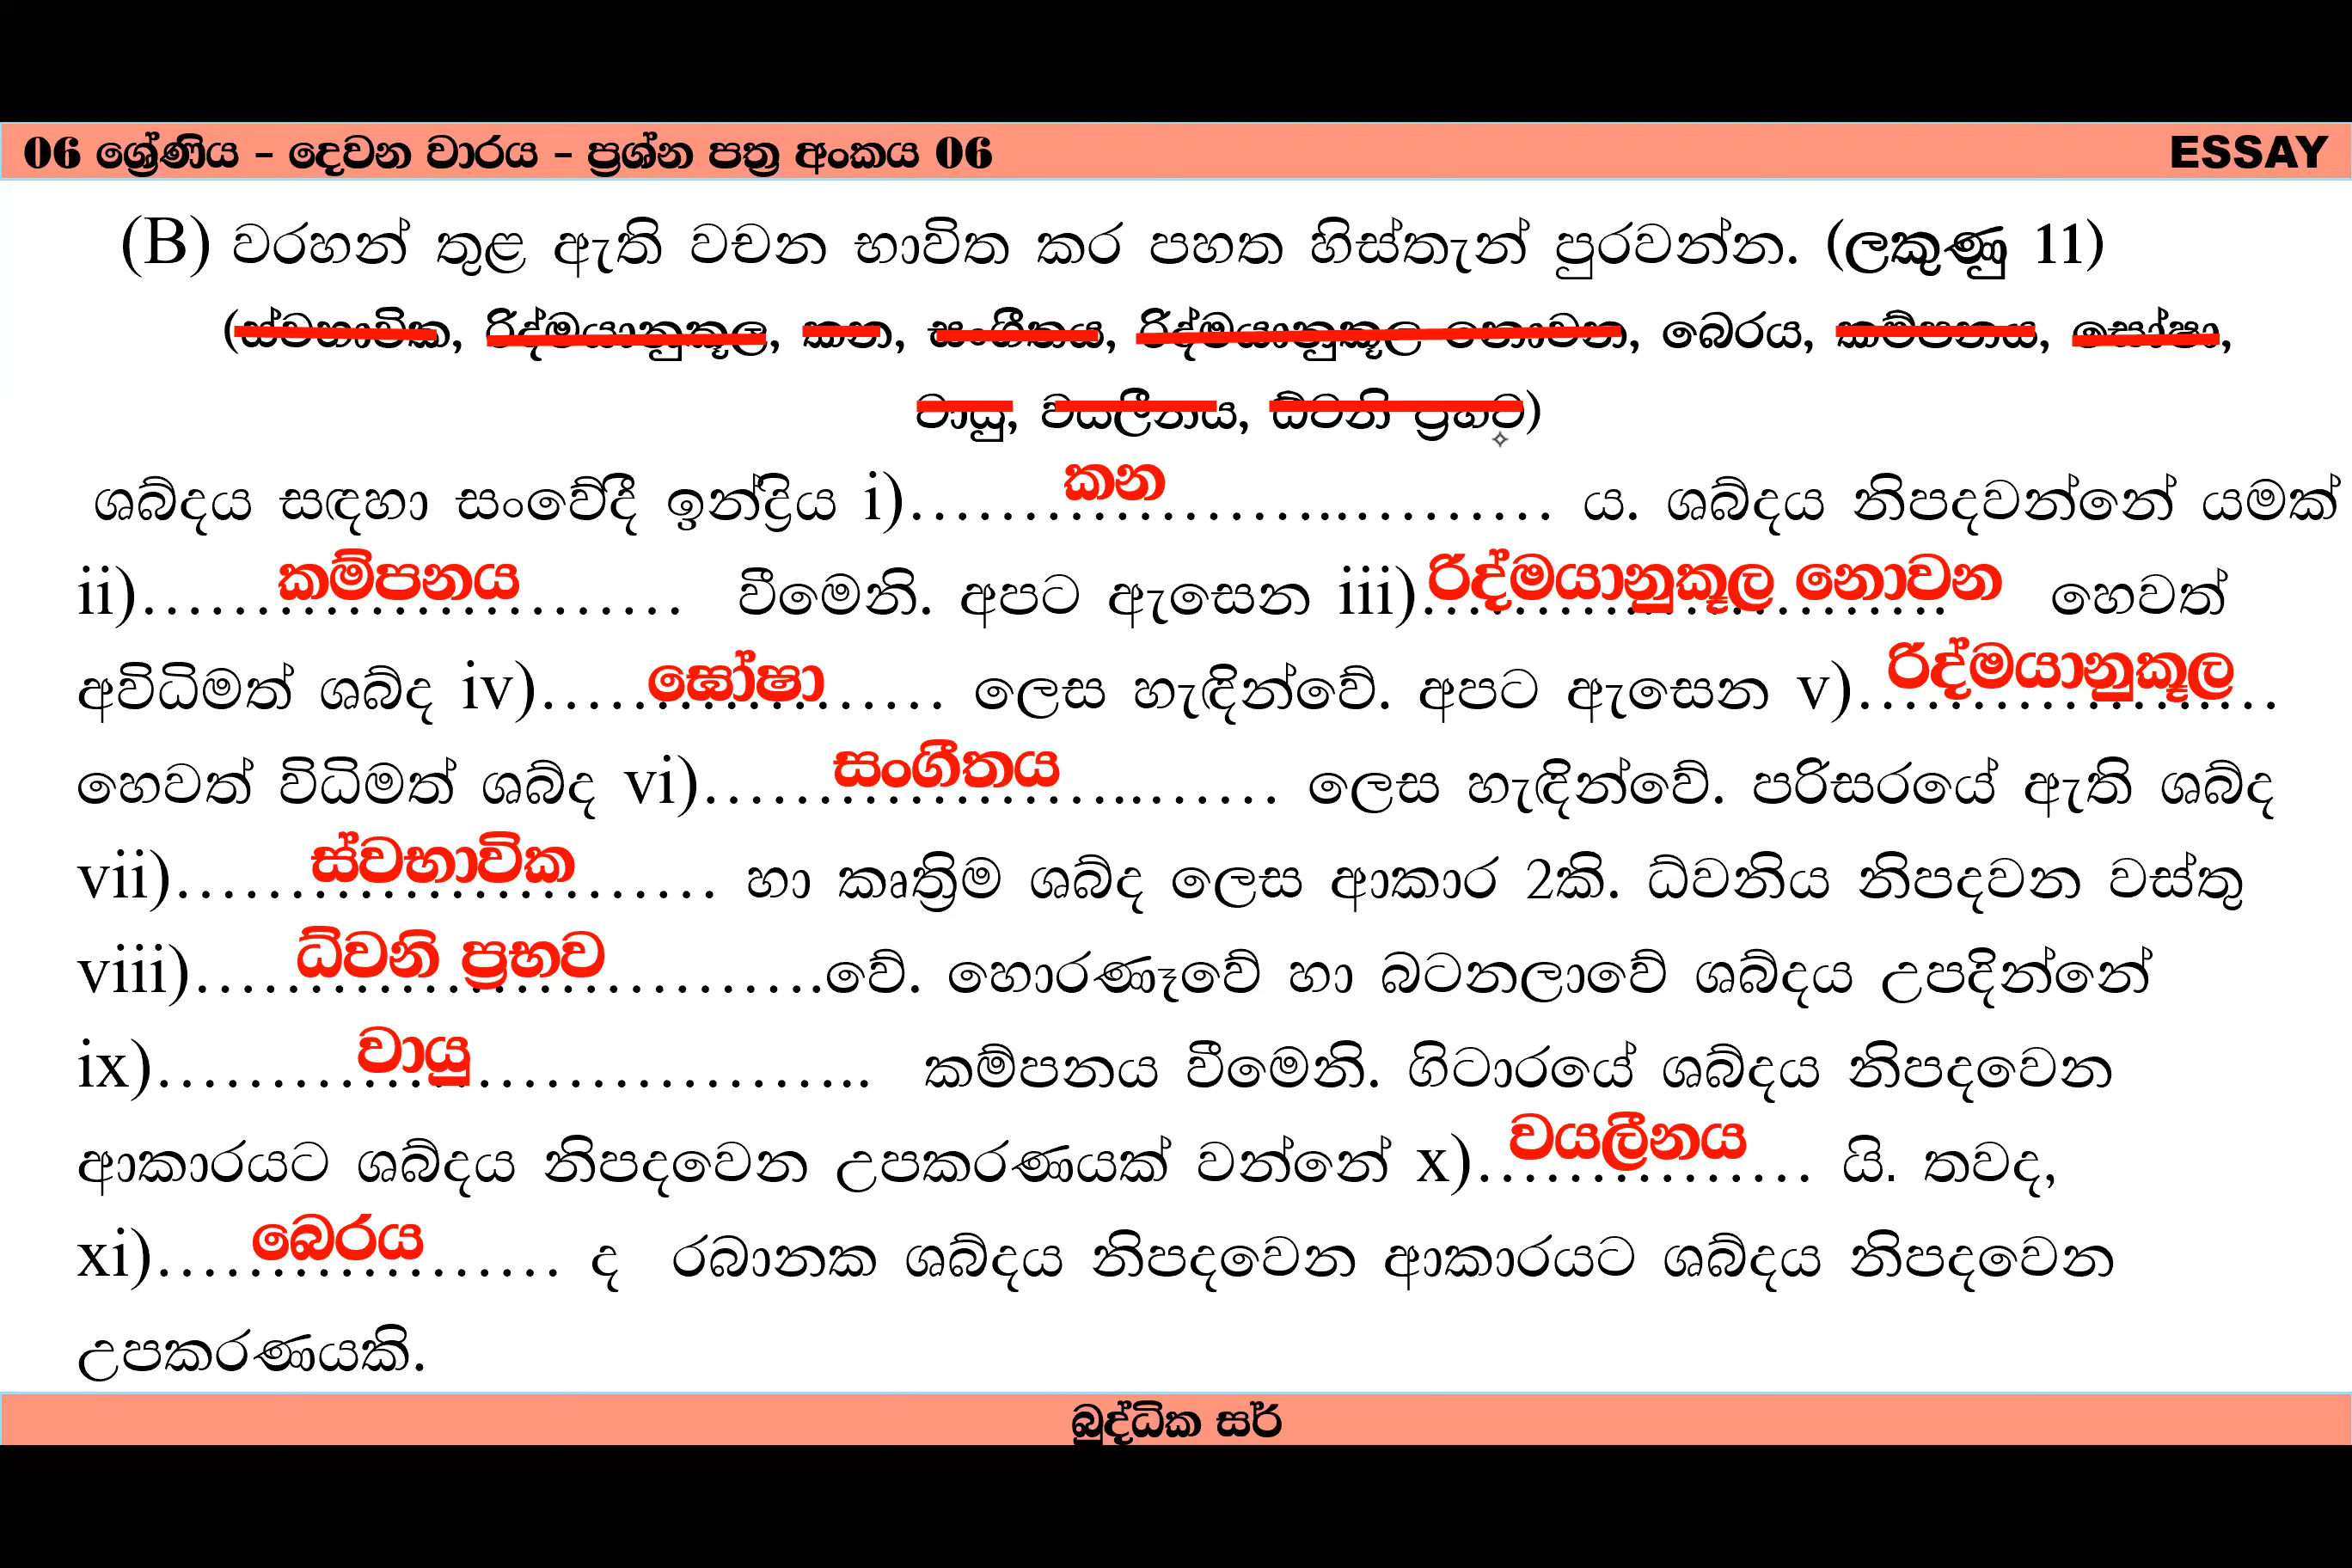 06 ශ්‍රේණිය - දෙවන වාරය - ප්‍රශ්න පත්‍ර අංකය 06 ESSAY
(B) වරහන් තුළ ඇති වචන භාවිත කර පහත හිස්තැන් පුරවන්න. (ලකුණු 11)
(ස්වභාවික, රිද්මයානුකූල, කන, සංගීතය, රිද්මයානුකූල නොවන, බෙරය, කම්පනය, ඝෝෂා,
වායු, වයලීනය, ධ්වනි ප්‍රභව)
ශබ්දය සඳහා සංවේදී ඉන්ද්‍රිය i)……………කන……………… ය. ශබ්දය නිපදවන්නේ යමක්
ii)……………කම්පනය……………… වීමෙනි. අපට ඇසෙන iii)……රිද්මයානුකූල නොවන…… හෙවත්
අවිධිමත් ශබ්ද iv)……ඝෝෂා…… ලෙස හැඳින්වේ. අපට ඇසෙන v)……රිද්මයානුකූල……
හෙවත් විධිමත් ශබ්ද vi)……………සංගීතය……………… ලෙස හැඳින්වේ. පරිසරයේ ඇති ශබ්ද
vii)……………ස්වභාවික……………… හා කෘත්‍රිම ශබ්ද ලෙස ආකාර 2කි. ධ්වනිය නිපදවන වස්තු
viii)……………ධ්වනි ප්‍රභව………………වේ. හොරණෑවේ හා බටනලාවේ ශබ්දය උපදින්නේ
ix)……………වායු……………… කම්පනය වීමෙනි. ගිටාරයේ ශබ්දය නිපදවෙන
ආකාරයට ශබ්දය නිපදවෙන උපකරණයක් වන්නේ x)……වයලීනය…… යි. තවද,
xi)……බෙරය…… ද රබානක ශබ්දය නිපදවෙන ආකාරයට ශබ්දය නිපදවෙන
උපකරණයකි.
බුද්ධික සර්